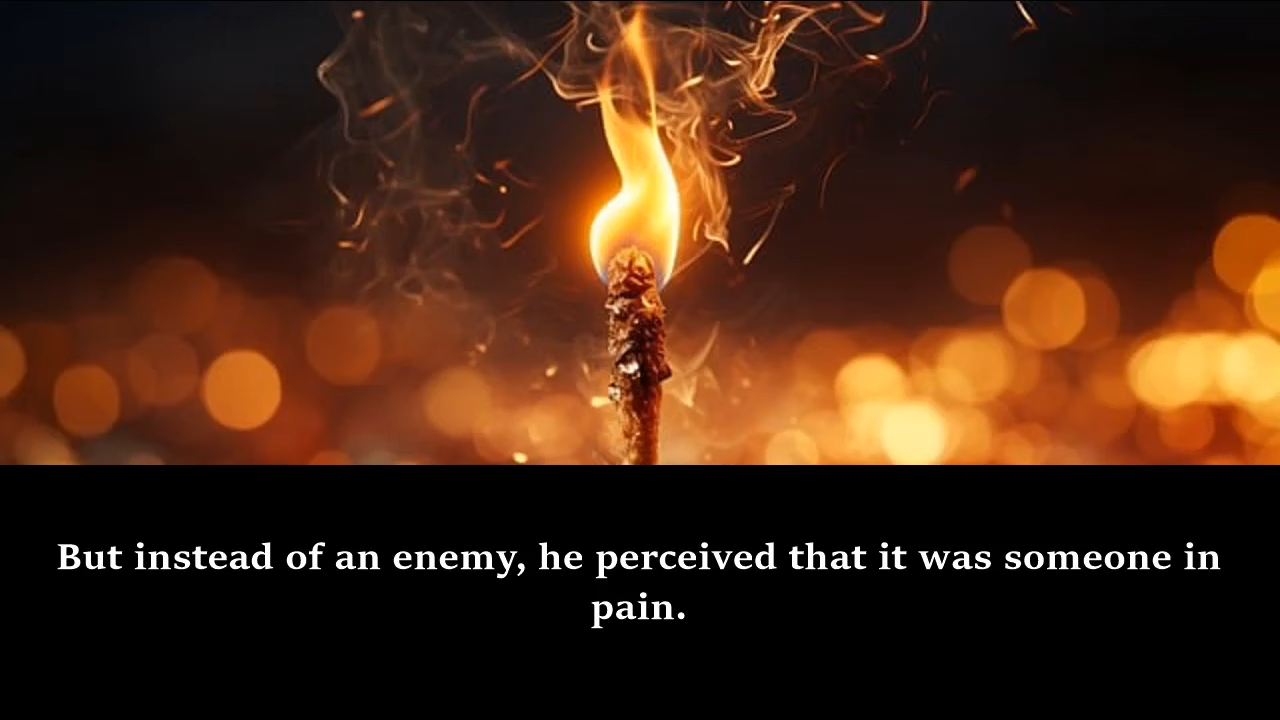 But instead of an enemy, he perceived that it was someone in
pain.